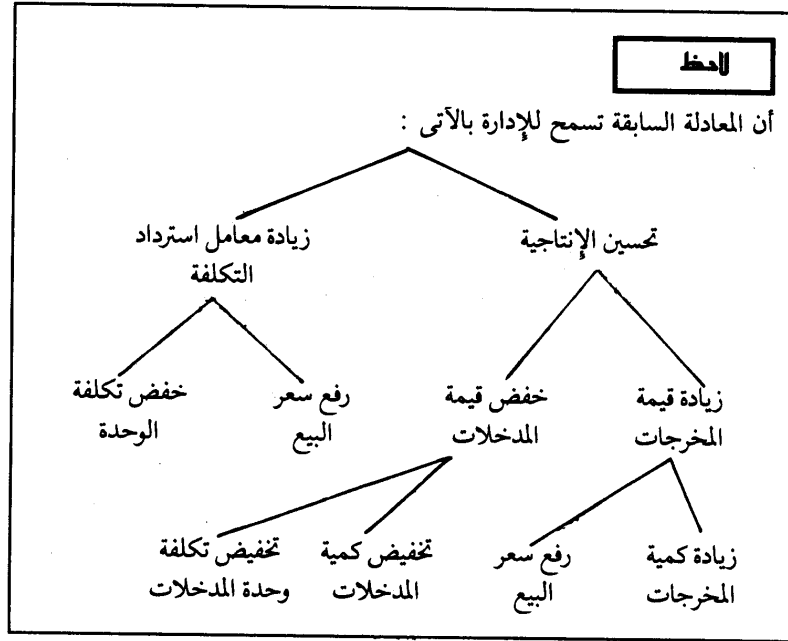 لاحظ
أن المعادلة السابقة تسمح للإدارة بالآتى :
تحسين الإنتاجية
زيادة معامل استرداد
التكلفة
زيادة قيمة
المخرجات
خفض قيمة
المدخلات
رفع سعر
البيع
خفض تكلفة
الوحدة
زيادة كمية
المخرجات
رفع سعر
البيع
تخفيض كمية
المدخلات
تخفيض تكلفة
وحدة المدخلات